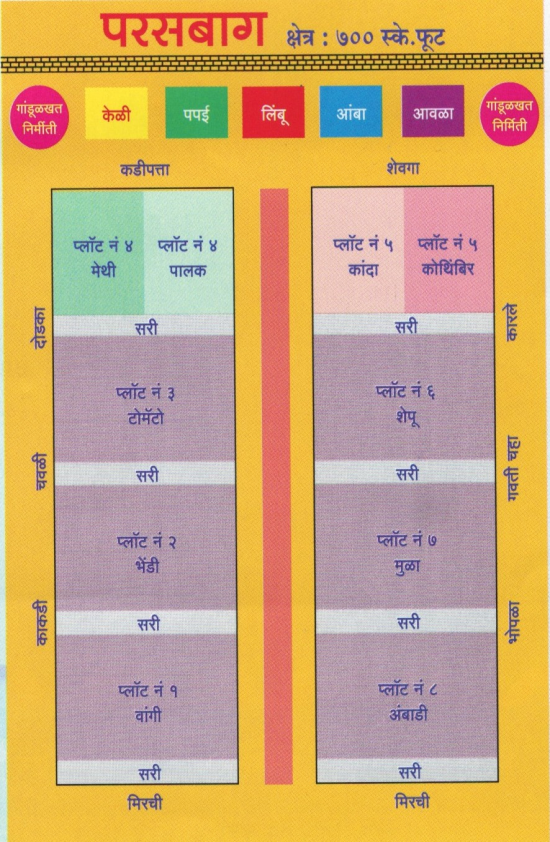 परसबाग क्षेत्र : ७०० स्के.फूट
गांडूळखत
निर्मीती
केळी
पपई
लिंबू
आंबा
आवळा
गांडूळखत
निर्मिती
कडीपत्ता
शेवगा
प्लॉट नं ४
मेथी
प्लॉट नं ४
पालक
प्लॉट नं ५
कांदा
प्लॉट नं ५
कोथिंबिर
दोडका
सरी
सरी
कारले
प्लॉट नं ३
टोमॅटो
प्लॉट नं ६
शेपू
चवळी
सरी
सरी
गवती चहा
प्लॉट नं २
भेंडी
प्लॉट नं ७
मुळा
काकडी
सरी
सरी
भोपळा
प्लॉट नं १
वांगी
प्लॉट नं ८
अंबाडी
सरी
सरी
मिरची
मिरची